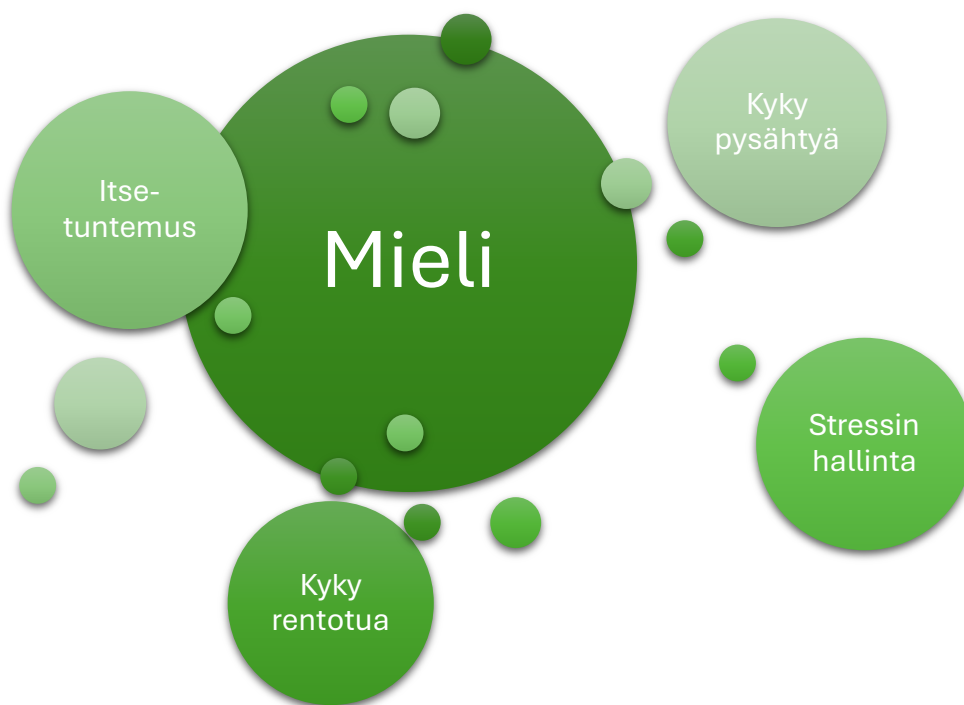 Mieli
Itse-
tuntemus
Kyky
pysähtyä
Stressin
hallinta
Kyky
rentotua